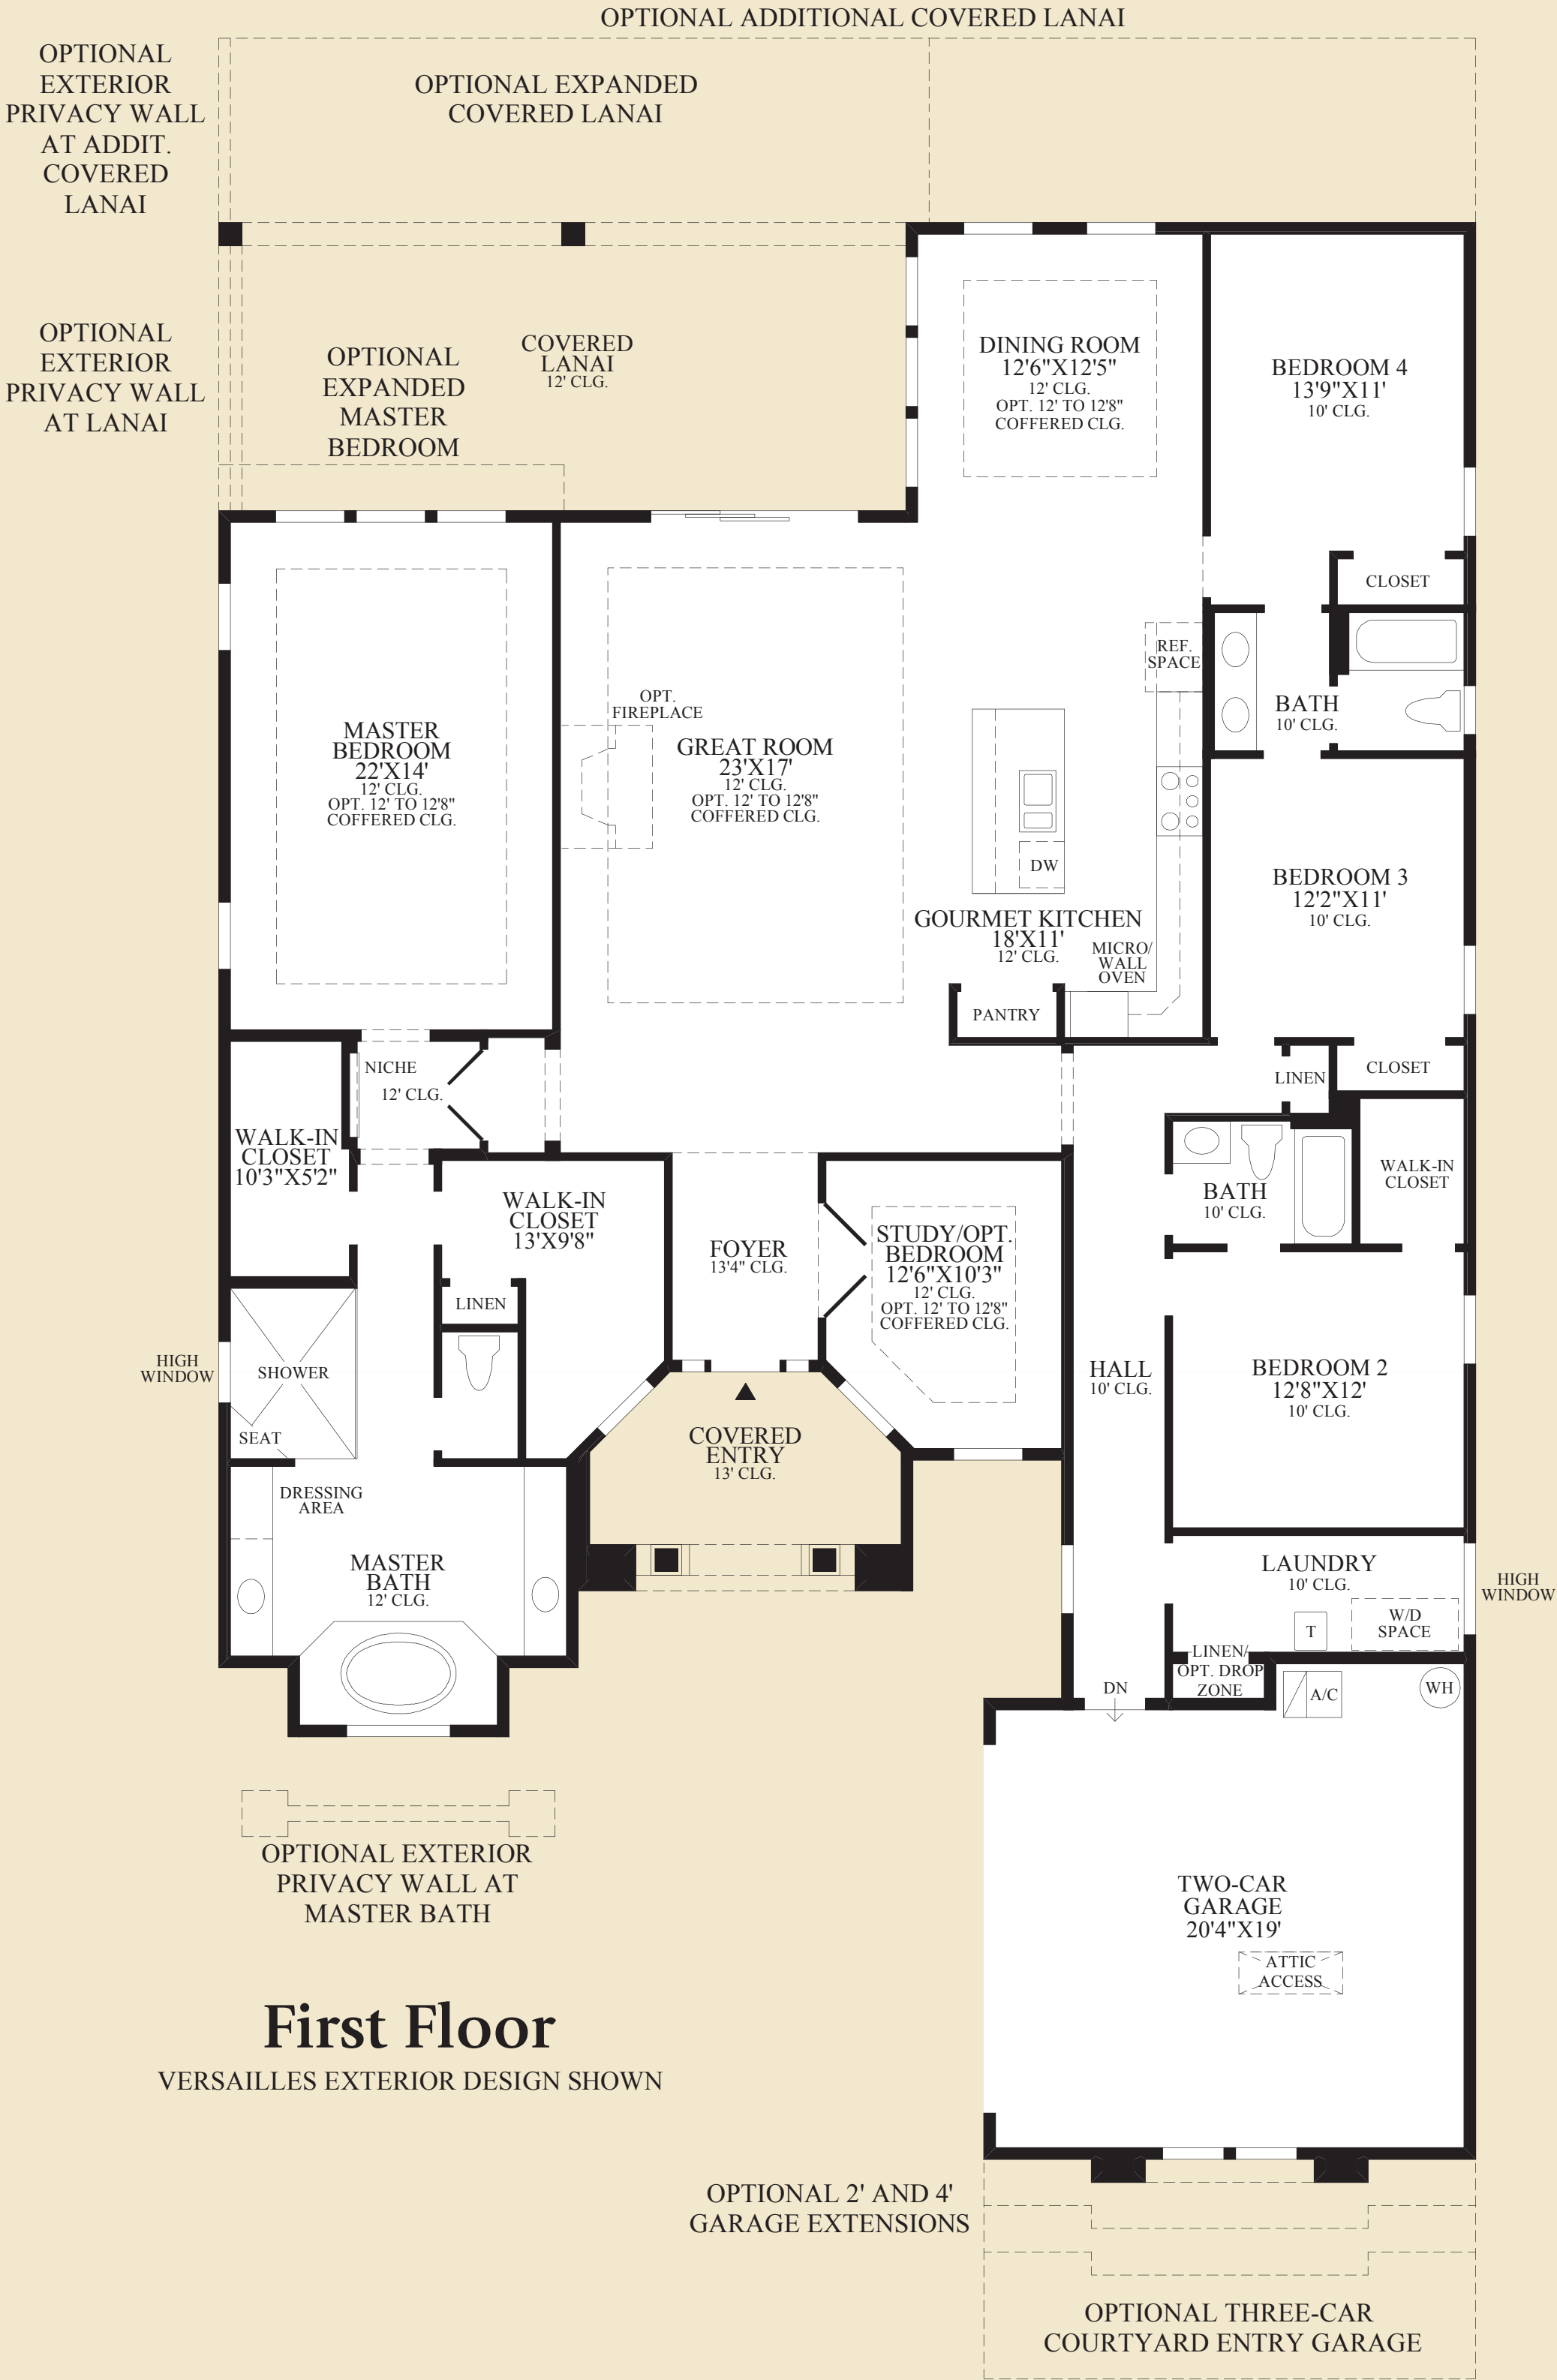 OPTIONAL ADDITIONAL COVERED LANAI
OPTIONAL
EXTERIOR
PRIVACY WALL
AT ADDIT.
COVERED
LANAI
OPTIONAL EXPANDED
COVERED LANAI
OPTIONAL
EXTERIOR
PRIVACY WALL
AT LANAI
OPTIONAL
EXPANDED
MASTER
BEDROOM
COVERED
LANAI
12' CLG.
DINING ROOM
12'6"X12'5"
12' CLG.
OPT. 12' TO 12'8"
COFFERED CLG.
BEDROOM 4
13'9"X11'
10' CLG.
CLOSET
REF.
SPACE
BATH
10' CLG.
OPT.
FIREPLACE
MASTER
BEDROOM
22'X14'
12' CLG.
OPT. 12' TO 12'8"
COFFERED CLG.
GREAT ROOM
23'X17'
12' CLG.
OPT. 12' TO 12'8"
COFFERED CLG.
DW
GOURMET KITCHEN
18'X11'
12' CLG.
MICRO/
WALL
OVEN
PANTRY
BEDROOM 3
12'2"X11'
10' CLG.
NICHE
12' CLG.
LINEN
CLOSET
WALK-IN
CLOSET
10'3"X5'2"
WALK-IN
CLOSET
13'X9'8"
LINEN
FOYER
13'4" CLG.
STUDY/OPT.
BEDROOM
12'6"X10'3"
12' CLG.
OPT. 12' TO 12'8"
COFFERED CLG.
BATH
10' CLG.
WALK-IN
CLOSET
HIGH
WINDOW
SHOWER
SEAT
HALL
10' CLG.
BEDROOM 2
12'8"X12'
10' CLG.
COVERED
ENTRY
13' CLG.
DRESSING
AREA
MASTER
BATH
12' CLG.
LAUNDRY
10' CLG.
HIGH
WINDOW
T
W/D
SPACE
LINEN/
OPT. DROP
ZONE
DN
A/C
WH
OPTIONAL EXTERIOR
PRIVACY WALL AT
MASTER BATH
TWO-CAR
GARAGE
20'4"X19'
ATTIC
ACCESS
First Floor
VERSAILLES EXTERIOR DESIGN SHOWN
OPTIONAL 2' AND 4'
GARAGE EXTENSIONS
OPTIONAL THREE-CAR
COURTYARD ENTRY GARAGE